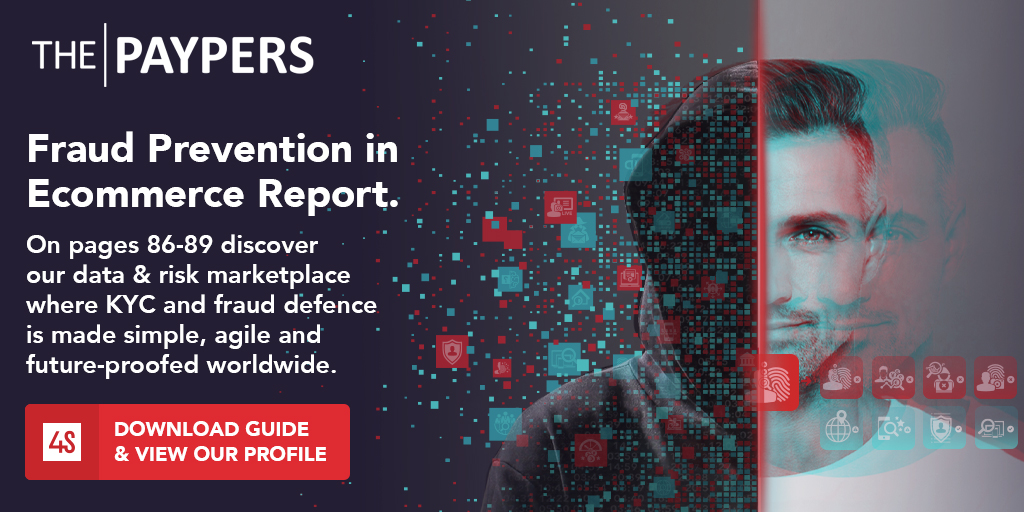 THE PAYPERS
Fraud Prevention in
Ecommerce Report.
On pages 86-89 discover
our data & risk marketplace
where KYC and fraud defence
is made simple, agile and
future-proofed worldwide.
4S
DOWNLOAD GUIDE
& VIEW OUR PROFILE
LIVE